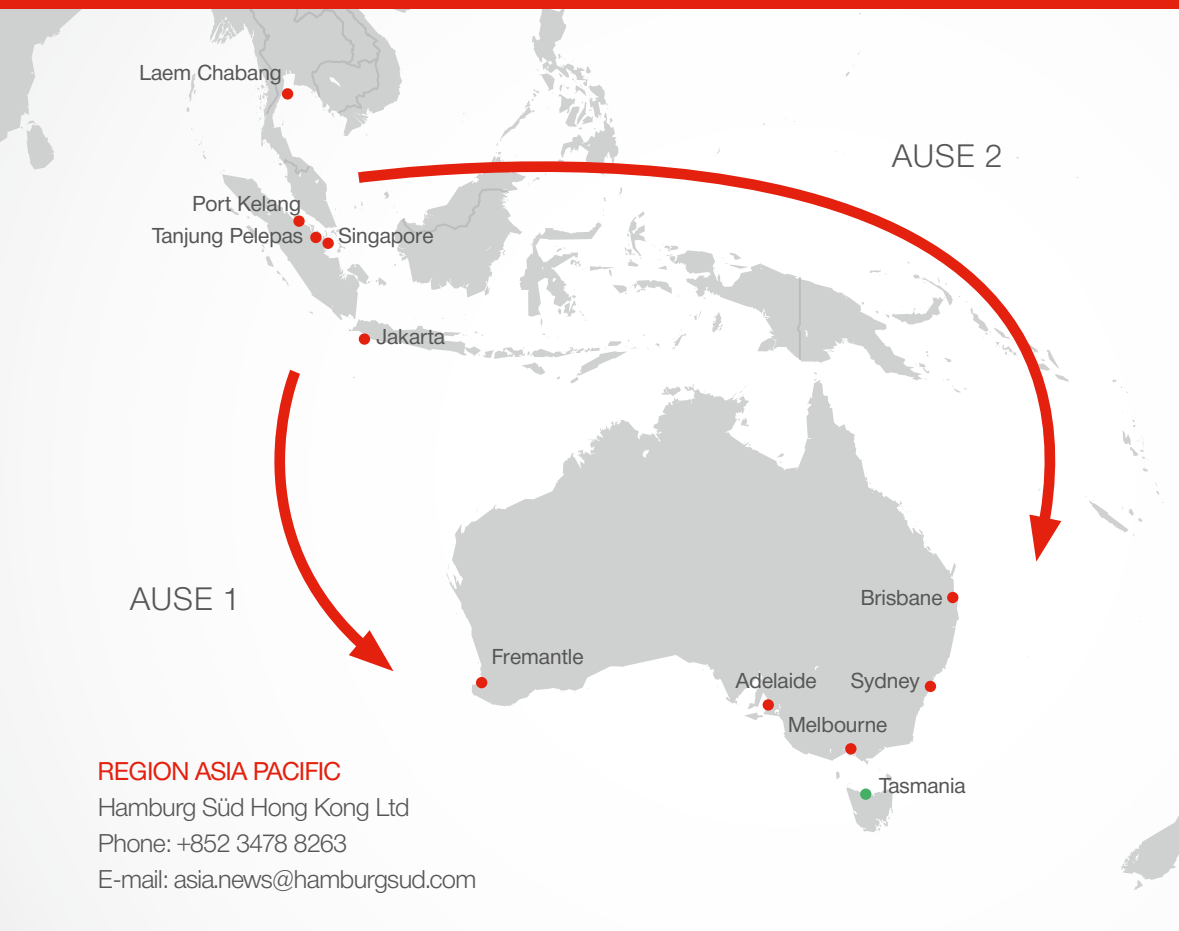 Laem Chabang
AUSE 2
Port Kelang
Tanjung Pelepas
Singapore
Jakarta
AUSE 1
Brisbane
Fremantle
Adelaide
Sydney
Melbourne
Tasmania
REGION ASIA PACIFIC
Hamburg Süd Hong Kong Ltd
Phone: +852 3478 8263
E-mail: asia.news@hamburgsud.com